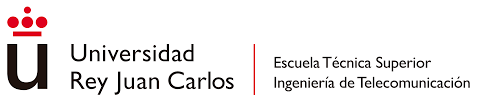 Universidad
Rey Juan Carlos
Escuela Técnica Superior
Ingeniería de Telecomunicación